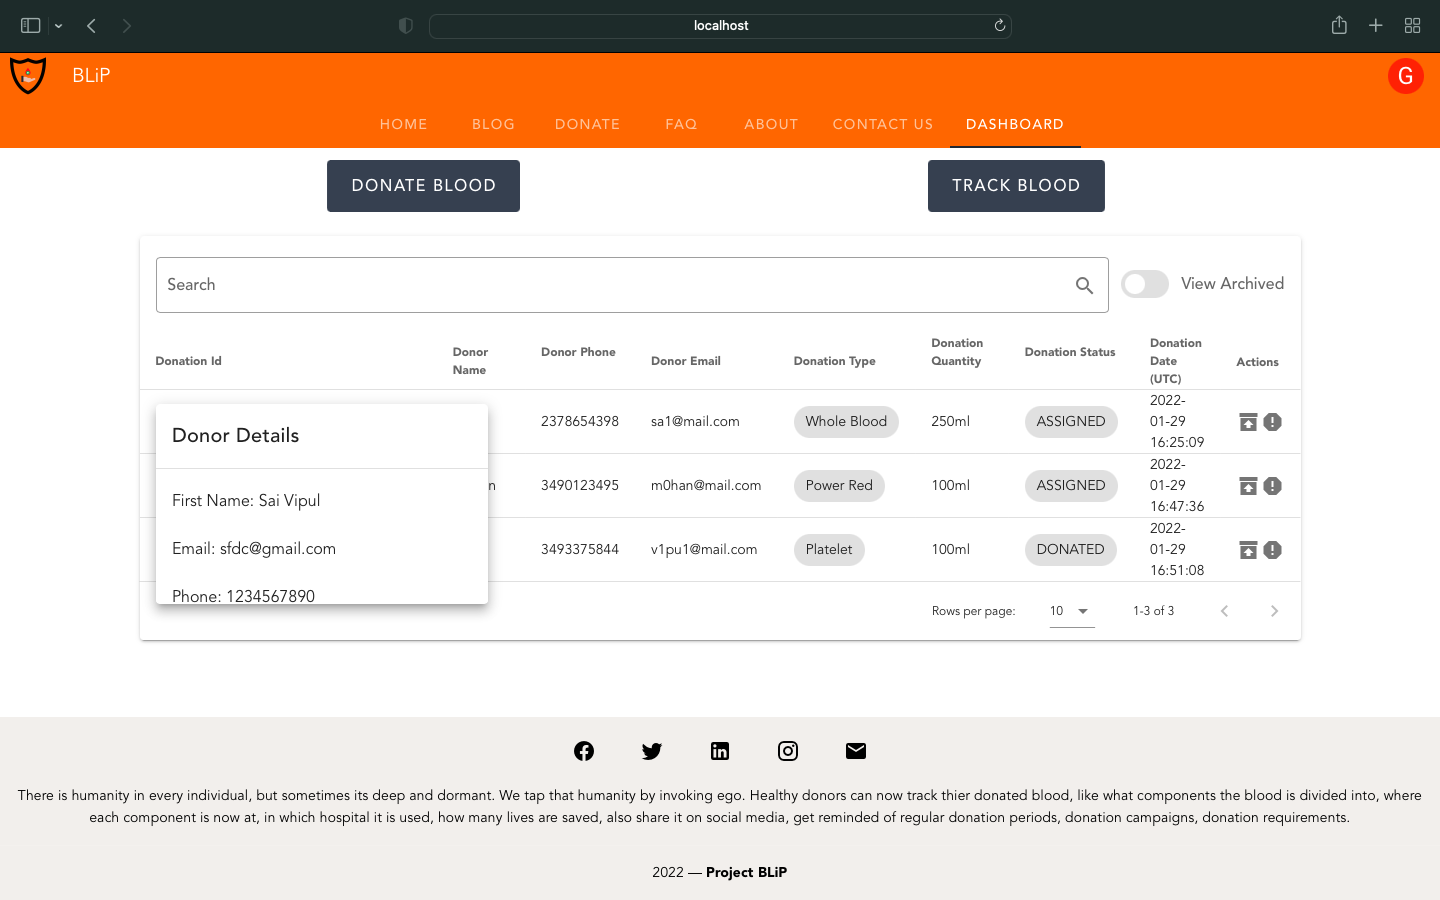 localhost
BLiP
G
HOME BLOG DONATE FAQ ABOUT CONTACT US DASHBOARD
DONATE BLOOD TRACK BLOOD
Search
View Archived
Donation Id
Donor Name
Donor Phone
Donor Email
Donation Type
Donation Quantity
Donation Status
Donation Date (UTC)
Actions
2378654398 sa1@mail.com Whole Blood 250ml ASSIGNED 2022-01-29 16:25:09
n 3490123495 m0han@mail.com Power Red 100ml ASSIGNED 2022-01-29 16:47:36
3493375844 v1pu1@mail.com Platelet 100ml DONATED 2022-01-29 16:51:08
Donor Details
First Name: Sai Vipul
Email: sfdc@gmail.com
Phone: 1234567890
Rows per page: 10 1-3 of 3
There is humanity in every individual, but sometimes its deep and dormant. We tap that humanity by invoking ego. Healthy donors can now track thier donated blood, like what components the blood is divided into, where
each component is now at, in which hospital it is used, how many lives are saved, also share it on social media, get reminded of regular donation periods, donation campaigns, donation requirements.
2022 — Project BLiP